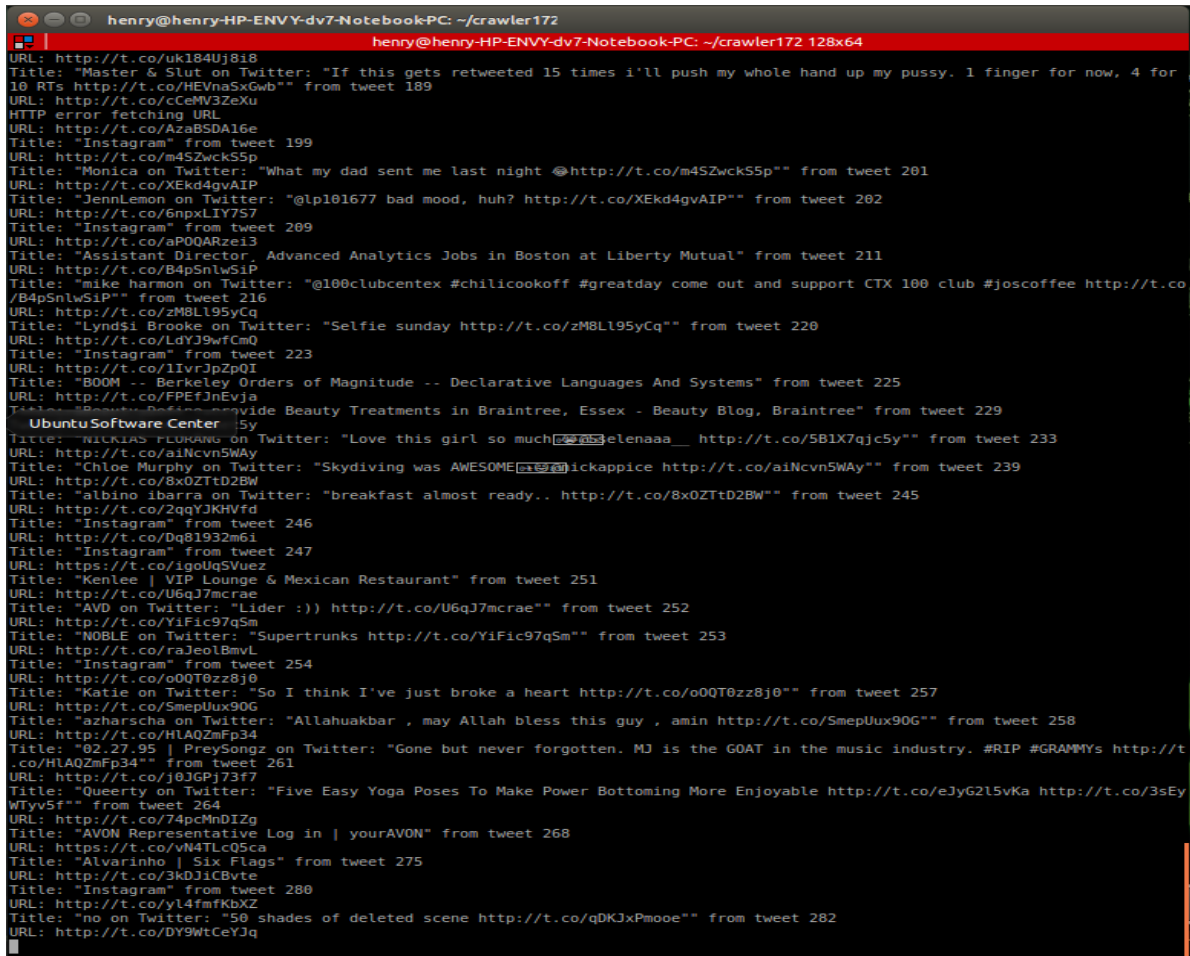 henry@henry-HP-ENVY-dv7-Notebook-PC: ~/crawler172
henry@henry-HP-ENVY-dv7-Notebook-PC: ~/crawler172 128x64
URL: http://t.co/uk184Uj8i8
Title: "Master & Slut on Twitter: "If this gets retweeted 15 times i'll push my whole hand up my pussy. 1 finger for now, 4 for
10 RTs http://t.co/HEVnaSxGwb"" from tweet 189
URL: http://t.co/cCeMV3ZeXu
HTTP error fetching URL
URL: http://t.co/AzaBSDA16e
Title: "Instagram" from tweet 199
URL: http://t.co/m4SZwckS5p
Title: "Monica on Twitter: "What my dad sent me last night 😂http://t.co/m4SZwckS5p"" from tweet 201
URL: http://t.co/XEkd4gvAIP
Title: "JennLemon on Twitter: "@lp101677 bad mood, huh? http://t.co/XEkd4gvAIP"" from tweet 202
URL: http://t.co/6npxLIY7S7
Title: "Instagram" from tweet 209
URL: http://t.co/aPOQARzei3
Title: "Assistant Director, Advanced Analytics Jobs in Boston at Liberty Mutual" from tweet 211
URL: http://t.co/B4pSnlwSiP
Title: "mike harmon on Twitter: "@100clubcentex #chilicookoff #greatday come out and support CTX 100 club #joscoffee http://t.co
/B4pSnlwSiP"" from tweet 216
URL: http://t.co/zM8Ll95yCq
Title: "Lynd$i Brooke on Twitter: "Selfie sunday http://t.co/zM8Ll95yCq"" from tweet 220
URL: http://t.co/LdYJ9wfCmQ
Title: "Instagram" from tweet 223
URL: http://t.co/1IvrJpZpQI
Title: "BOOM -- Berkeley Orders of Magnitude -- Declarative Languages And Systems" from tweet 225
URL: http://t.co/FPEfJnEvja
Title: "Beauty Define provide Beauty Treatments in Braintree, Essex - Beauty Blog, Braintree" from tweet 229
Ubuntu Software Center 5y
Title: "NICKIAS FLORANG on Twitter: "Love this girl so much selenaaa__ http://t.co/5B1X7qjc5y"" from tweet 233
URL: http://t.co/aiNcvn5WAy
Title: "Chloe Murphy on Twitter: "Skydiving was AWESOME nickappice http://t.co/aiNcvn5WAy"" from tweet 239
URL: http://t.co/8xOZTtD2BW
Title: "albino ibarra on Twitter: "breakfast almost ready.. http://t.co/8xOZTtD2BW"" from tweet 245
URL: http://t.co/2qqYJKHVfd
Title: "Instagram" from tweet 246
URL: http://t.co/Dq81932m6i
Title: "Instagram" from tweet 247
URL: https://t.co/igoUqSVuez
Title: "Kenlee | VIP Lounge & Mexican Restaurant" from tweet 251
URL: http://t.co/U6qJ7mcrae
Title: "AVD on Twitter: "Lider :)) http://t.co/U6qJ7mcrae"" from tweet 252
URL: http://t.co/YiFic97qSm
Title: "NOBLE on Twitter: "Supertrunks http://t.co/YiFic97qSm"" from tweet 253
URL: http://t.co/raJeolBmvL
Title: "Instagram" from tweet 254
URL: http://t.co/oOQT0zz8j0
Title: "Katie on Twitter: "So I think I've just broke a heart http://t.co/oOQT0zz8j0"" from tweet 257
URL: http://t.co/SmepUux9OG
Title: "azharscha on Twitter: "Allahuakbar , may Allah bless this guy , amin http://t.co/SmepUux9OG"" from tweet 258
URL: http://t.co/HlAQZmFp34
Title: "02.27.95 | PreySongz on Twitter: "Gone but never forgotten. MJ is the GOAT in the music industry. #RIP #GRAMMYs http://t
.co/HlAQZmFp34"" from tweet 261
URL: http://t.co/j0JGPj73f7
Title: "Queerty on Twitter: "Five Easy Yoga Poses To Make Power Bottoming More Enjoyable http://t.co/eJyG2l5vKa http://t.co/3sEy
WTyv5f"" from tweet 264
URL: http://t.co/74pcMnDIZg
Title: "AVON Representative Log in | yourAVON" from tweet 268
URL: https://t.co/vN4TLcQ5ca
Title: "Alvarinho | Six Flags" from tweet 275
URL: http://t.co/3kDJiCBvte
Title: "Instagram" from tweet 280
URL: http://t.co/yl4fmfKbXZ
Title: "no on Twitter: "50 shades of deleted scene http://t.co/qDKJxPmooe"" from tweet 282
URL: http://t.co/DY9WtCeYJq